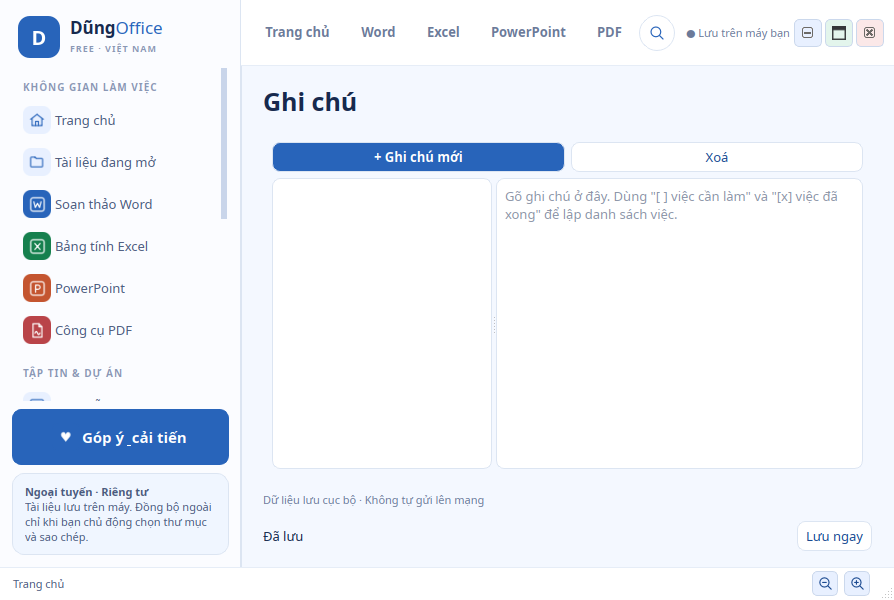 D
DũngOffice
FREE · VIỆT NAM
Trang chủ
Word
Excel
PowerPoint
PDF
Lưu trên máy bạn
KHÔNG GIAN LÀM VIỆC
Trang chủ
Tài liệu đang mở
Soạn thảo Word
Bảng tính Excel
PowerPoint
Công cụ PDF
TẬP TIN & DỰ ÁN
Góp ý _cải tiến
Ngoại tuyến · Riêng tư
Tài liệu lưu trên máy. Đồng bộ ngoài
chỉ khi bạn chủ động chọn thư mục
và sao chép.
Ghi chú
+ Ghi chú mới
Xoá
Gõ ghi chú ở đây. Dùng "[ ] việc cần làm" và "[x] việc đã
xong" để lập danh sách việc.
Dữ liệu lưu cục bộ · Không tự gửi lên mạng
Đã lưu
Lưu ngay
Trang chủ